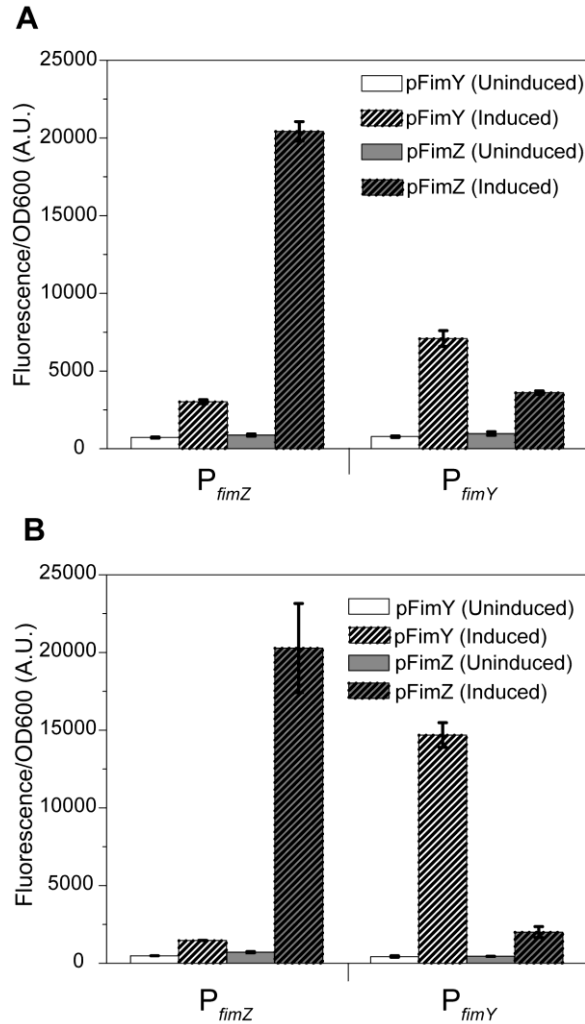 A
25000
20000
15000
10000
5000
0
Fluorescence/OD600 (A.U.)
pFimY (Uninduced)
pFimY (Induced)
pFimZ (Uninduced)
pFimZ (Induced)
PfimZ
PfimY
B
25000
20000
15000
10000
5000
0
Fluorescence/OD600 (A.U.)
pFimY (Uninduced)
pFimY (Induced)
pFimZ (Uninduced)
pFimZ (Induced)
PfimZ
PfimY